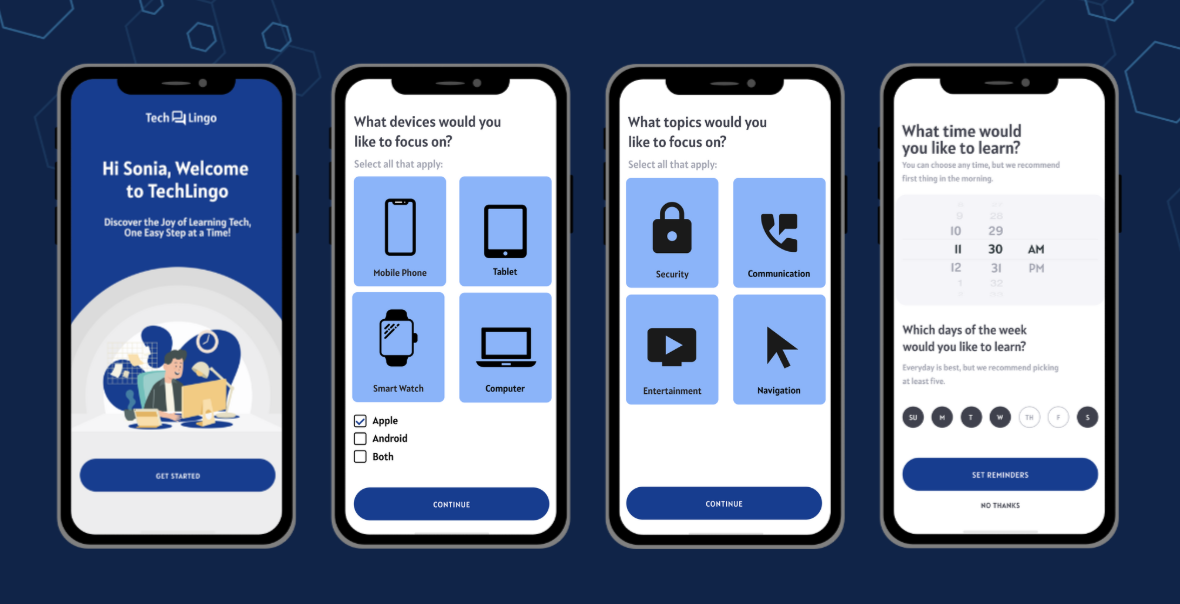 Tech Lingo
Hi Sonia, Welcome
to TechLingo
Discover the Joy of Learning Tech,
One Easy Step at a Time!
GET STARTED
What devices would you
like to focus on?
Select all that apply:
Mobile Phone
Tablet
Smart Watch
Computer
Apple
Android
Both
CONTINUE
What topics would you
like to focus on?
Select all that apply:
Security
Communication
Entertainment
Navigation
CONTINUE
What time would
you like to learn?
You can choose any time, but we recommend
first thing in the morning.
9 28
10 29
11 30 AM
12 31 PM
1 32
Which days of the week
would you like to learn?
Everyday is best, but we recommend picking
at least five.
SU M T W TH F S
SET REMINDERS
NO THANKS